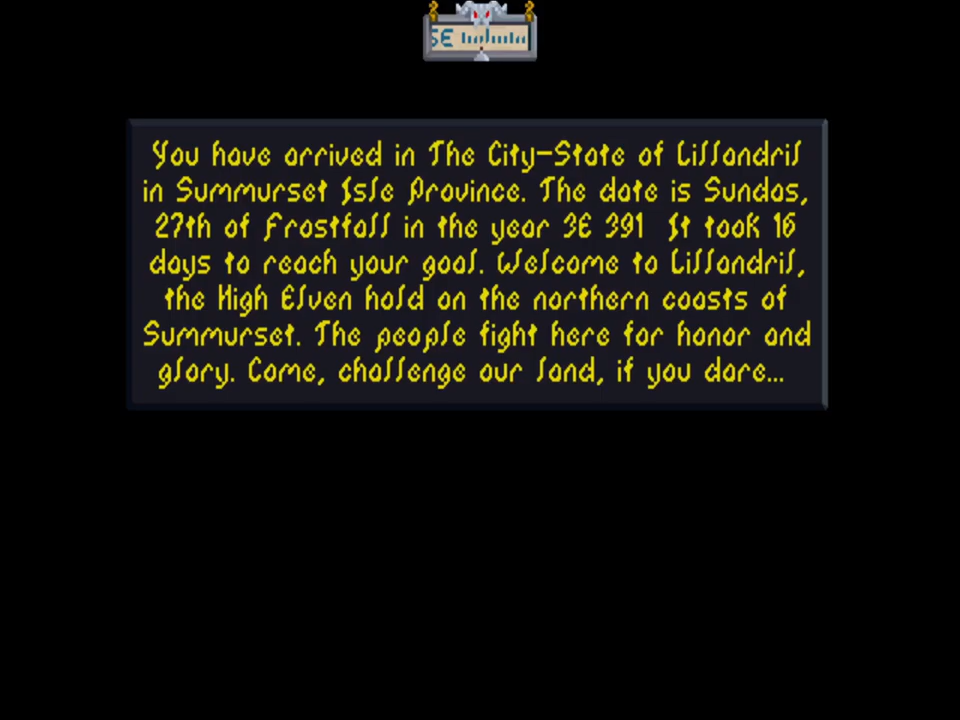 SE
You have arrived in The City-State of Lillandril
in Summurset Isle Province. The date is Sundas,
27th of Frostfall in the year 3E 391 It took 16
days to reach your goal. Welcome to Lillandril,
the High Elven hold on the northern coasts of
Summurset. The people fight here for honor and
glory. Come, challenge our land, if you dare...